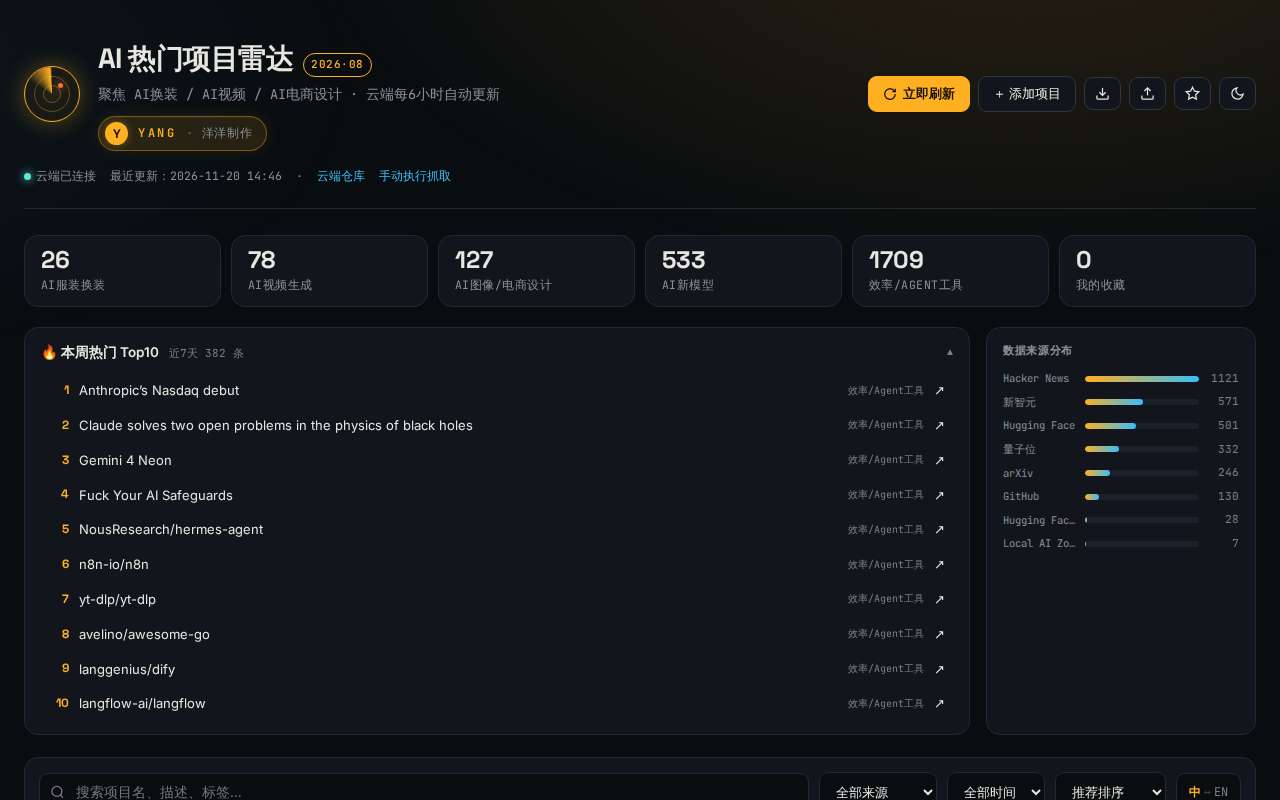 AI 热门项目雷达 2026·08
聚焦 AI换装 / AI视频 / AI电商设计 · 云端每6小时自动更新
Y YANG · 洋洋制作
立即刷新
+ 添加项目
云端已连接 最近更新：2026-11-20 14:46 · 云端仓库 手动执行抓取
26
AI服装换装
78
AI视频生成
127
AI图像/电商设计
533
AI新模型
1709
效率/AGENT工具
0
我的收藏
🔥 本周热门 Top10 近7天 382 条 ▲
1 Anthropic’s Nasdaq debut 效率/Agent工具 ↗
2 Claude solves two open problems in the physics of black holes 效率/Agent工具 ↗
3 Gemini 4 Neon 效率/Agent工具 ↗
4 Fuck Your AI Safeguards 效率/Agent工具 ↗
5 NousResearch/hermes-agent 效率/Agent工具 ↗
6 n8n-io/n8n 效率/Agent工具 ↗
7 yt-dlp/yt-dlp 效率/Agent工具 ↗
8 avelino/awesome-go 效率/Agent工具 ↗
9 langgenius/dify 效率/Agent工具 ↗
10 langflow-ai/langflow 效率/Agent工具 ↗
数据来源分布
Hacker News 1121
新智元 571
Hugging Face 501
量子位 332
arXiv 246
GitHub 130
Hugging Fac… 28
Local AI Zo… 7
搜索项目名、描述、标签...
全部来源
全部时间
推荐排序
中 ↔ EN